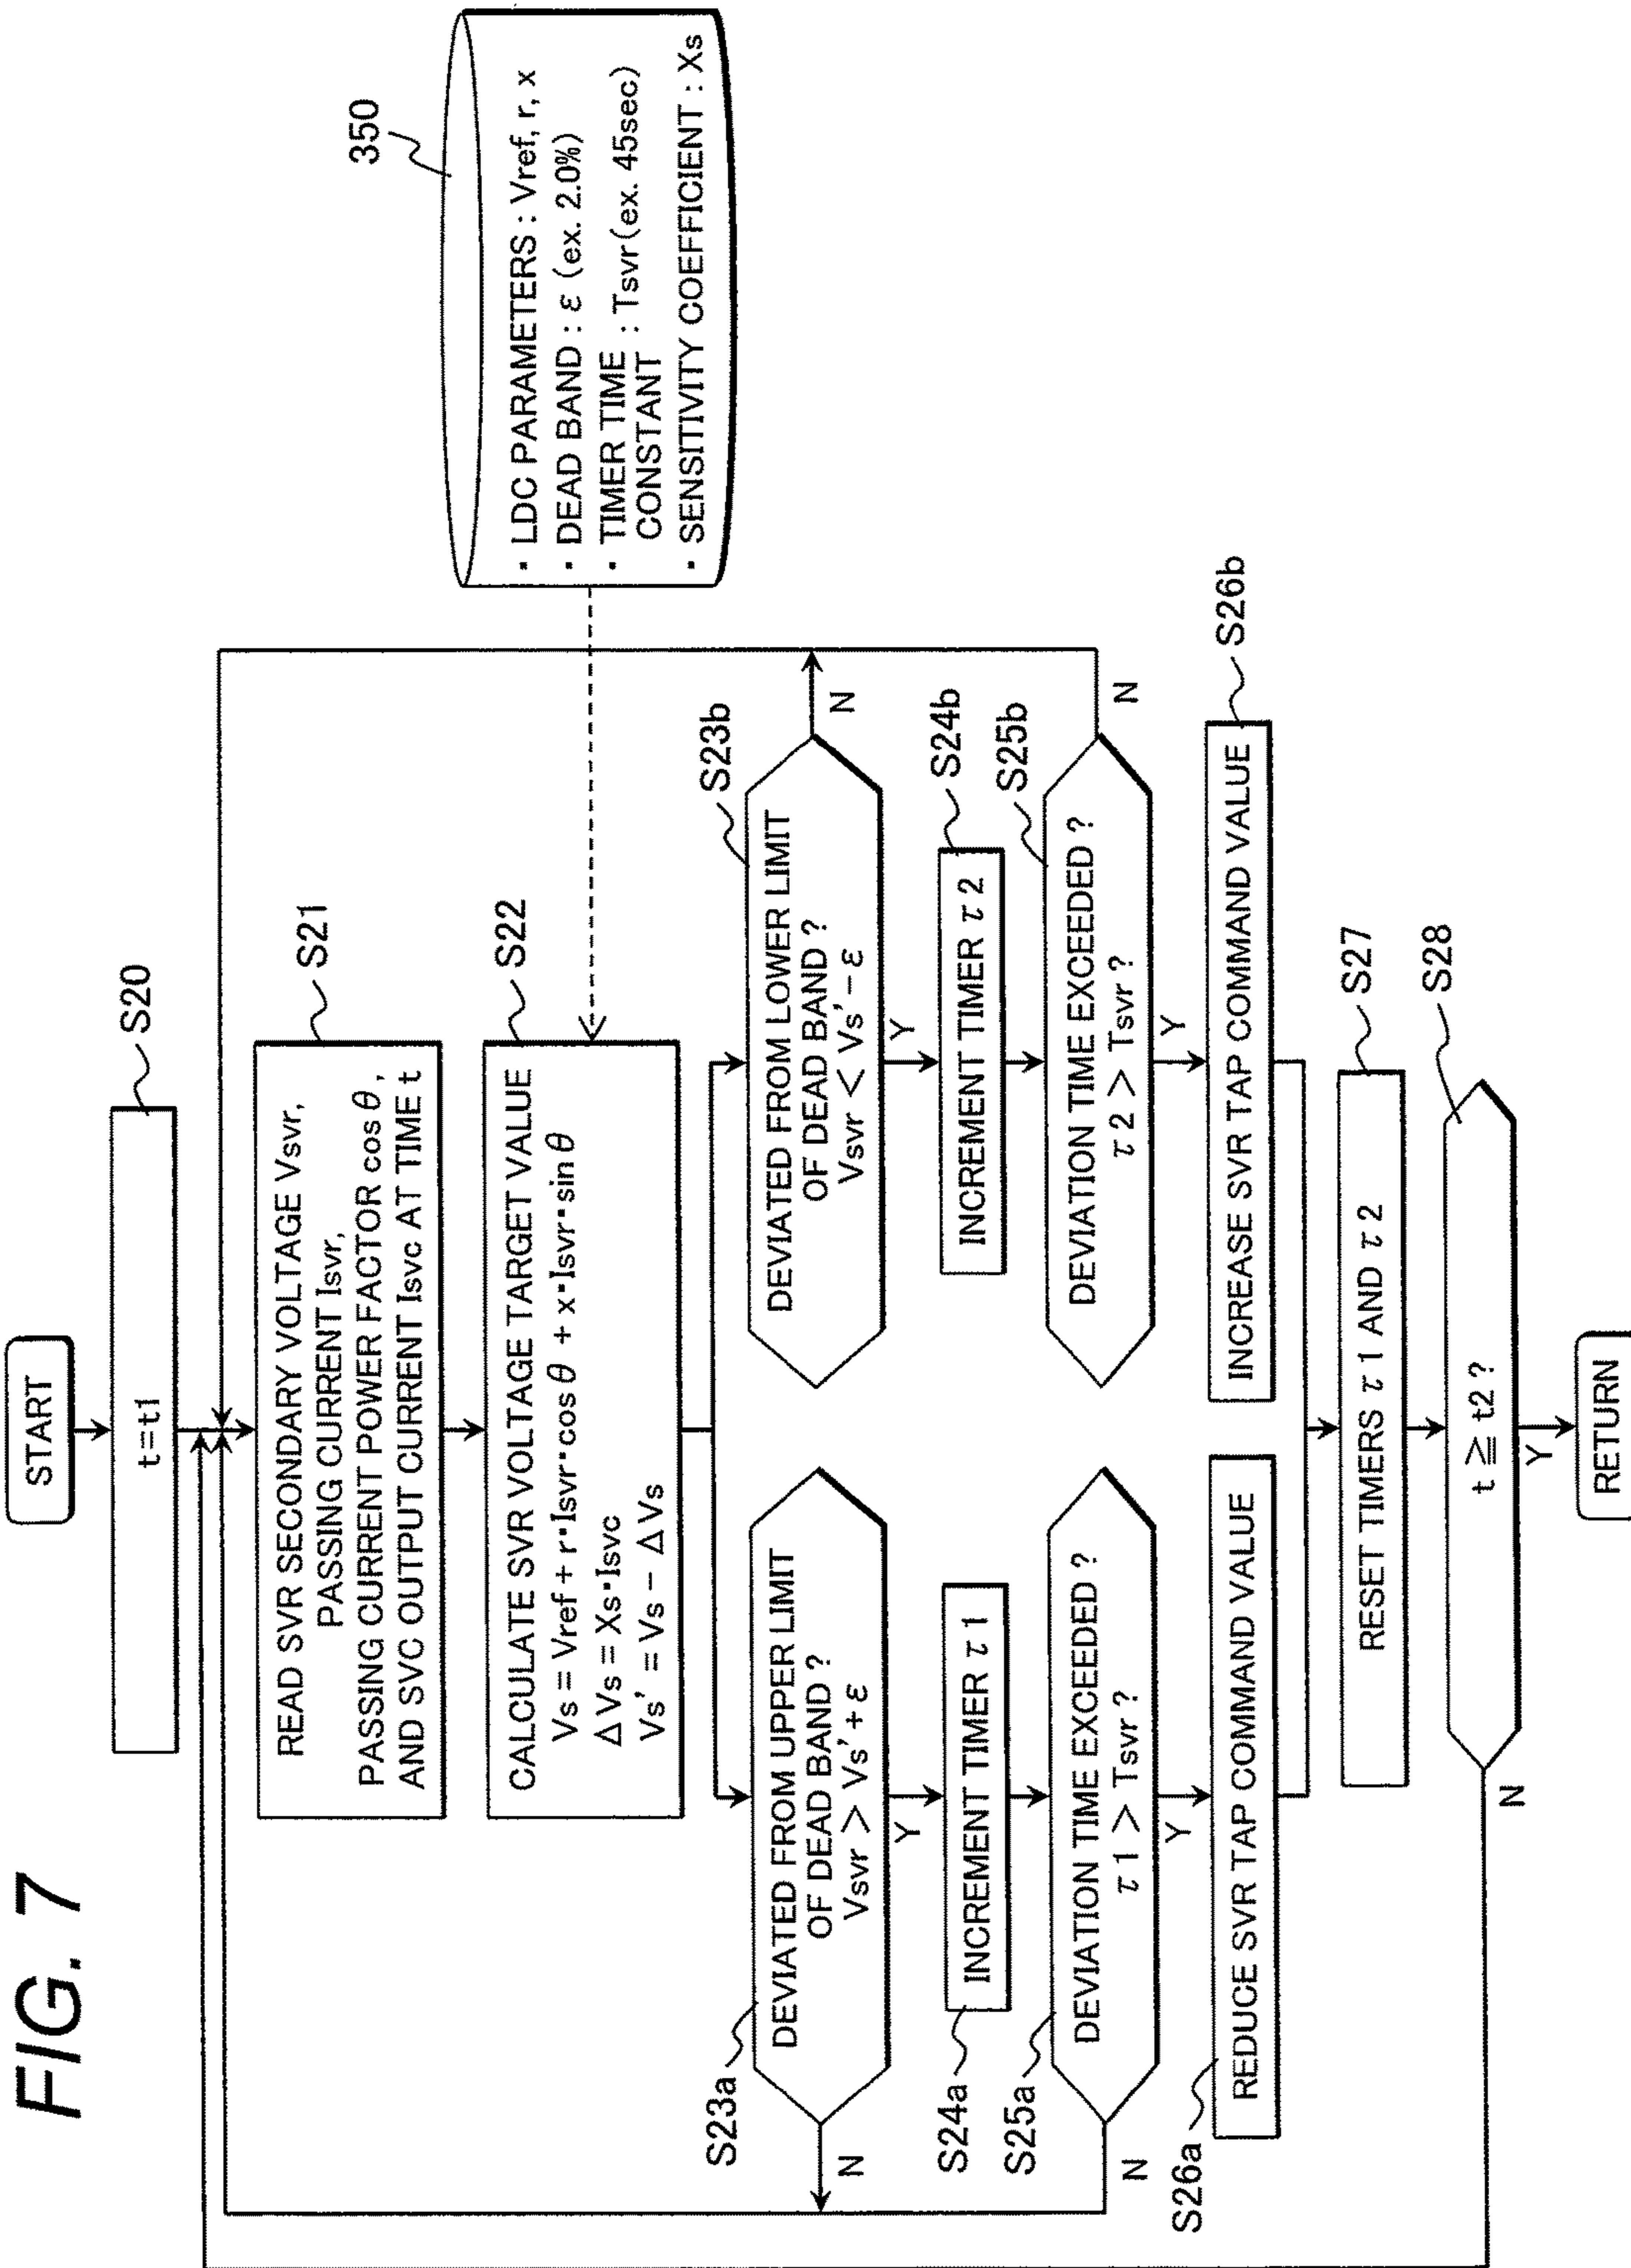 FIG. 7
START
S20
t=t1
S21
READ SVR SECONDARY VOLTAGE Vsvr,
PASSING CURRENT Isvr,
PASSING CURRENT POWER FACTOR cosθ,
AND SVC OUTPUT CURRENT Isvc AT TIME t
S22
CALCULATE SVR VOLTAGE TARGET VALUE
Vs = Vref + r·Isvr·cosθ + x·Isvr·sinθ
ΔVs = Xs·Isvc
Vs' = Vs - ΔVs
350
· LDC PARAMETERS : Vref, r, x
· DEAD BAND : ε (ex. 2.0%)
· TIMER TIME : Tsvr(ex. 45sec)
CONSTANT
· SENSITIVITY COEFFICIENT : Xs
S23a
DEVIATED FROM UPPER LIMIT
OF DEAD BAND ?
Vsvr > Vs' + ε
N
Y
S23b
DEVIATED FROM LOWER LIMIT
OF DEAD BAND ?
Vsvr < Vs' - ε
N
Y
S24a
INCREMENT TIMER τ1
S24b
INCREMENT TIMER τ2
S25a
DEVIATION TIME EXCEEDED ?
τ1 > Tsvr ?
N
Y
S25b
DEVIATION TIME EXCEEDED ?
τ2 > Tsvr ?
N
Y
S26a
REDUCE SVR TAP COMMAND VALUE
S26b
INCREASE SVR TAP COMMAND VALUE
S27
RESET TIMERS τ1 AND τ2
S28
t ≧ t2 ?
N
Y
RETURN